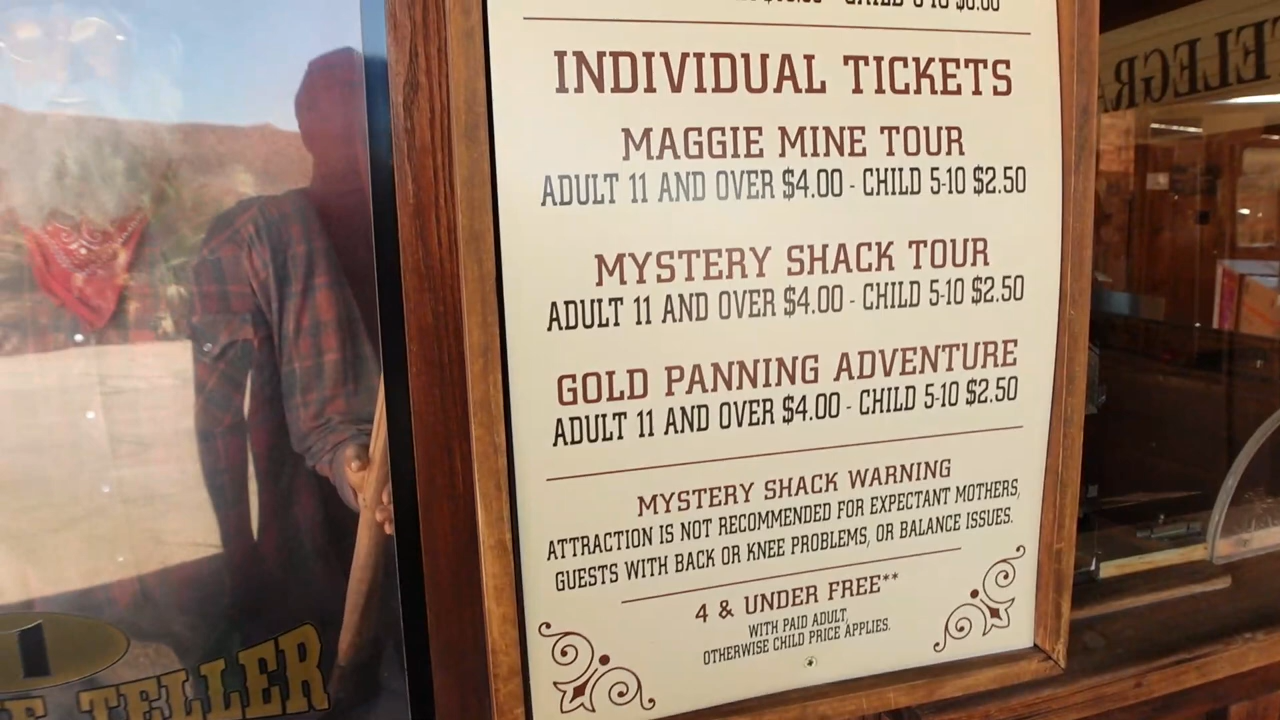 INDIVIDUAL TICKETS
MAGGIE MINE TOUR
ADULT 11 AND OVER $4.00 - CHILD 5-10 $2.50
MYSTERY SHACK TOUR
ADULT 11 AND OVER $4.00 - CHILD 5-10 $2.50
GOLD PANNING ADVENTURE
ADULT 11 AND OVER $4.00 - CHILD 5-10 $2.50
MYSTERY SHACK WARNING
ATTRACTION IS NOT RECOMMENDED FOR EXPECTANT MOTHERS,
GUESTS WITH BACK OR KNEE PROBLEMS, OR BALANCE ISSUES.
4 & UNDER FREE**
WITH PAID ADULT,
OTHERWISE CHILD PRICE APPLIES.
TELLER
TELEGRA